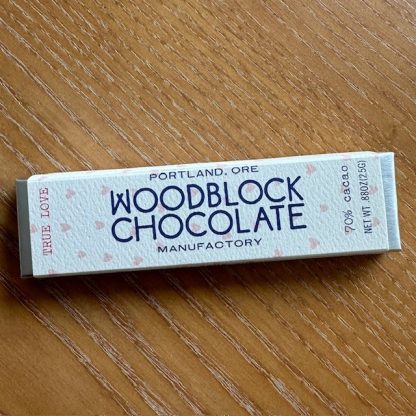 TRUE LOVE
PORTLAND, ORE
WOODBLOCK
CHOCOLATE
MANUFACTORY
70% cacao
NET WT .88OZ(25G)